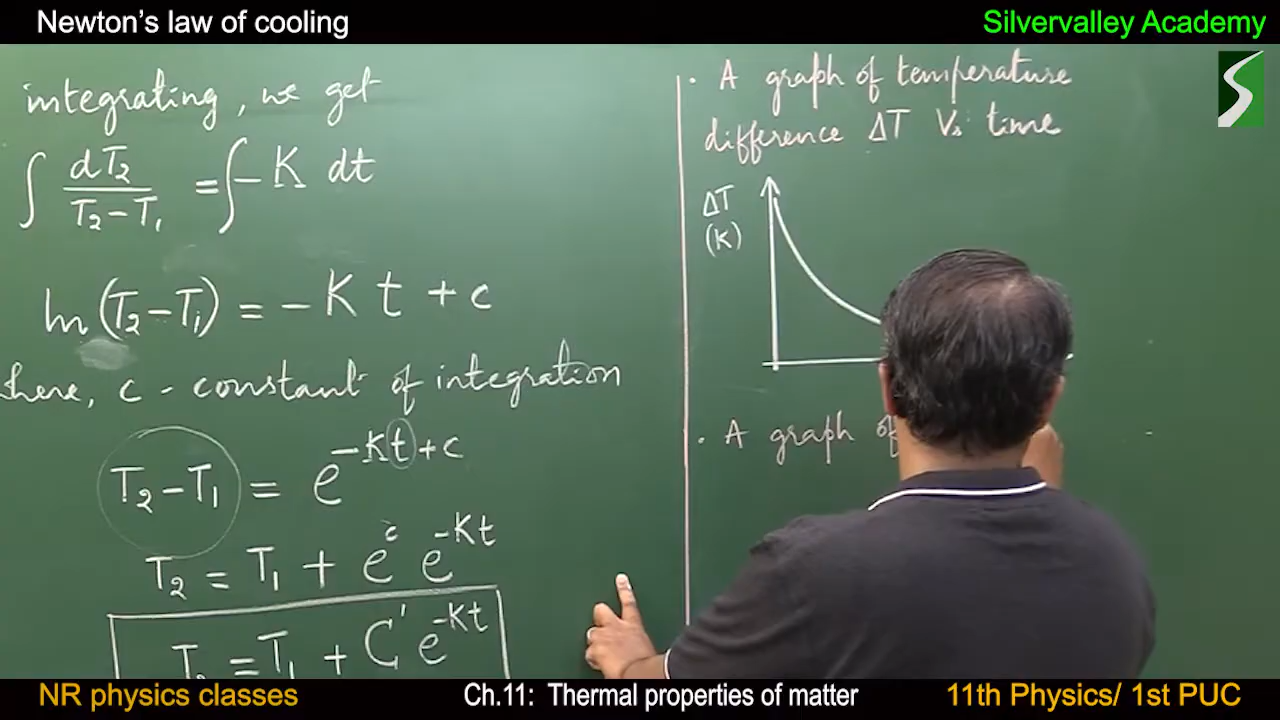 Newton's law of cooling
Silvervalley Academy
integrating, we get
∫ dT₂/(T₂-T₁) = ∫-K dt
ln(T₂-T₁) = -Kt + c
here, c - constant of integration
T₂-T₁ = e^(-Kt+c)
T₂ = T₁ + e^c e^(-Kt)
T₂ = T₁ + C' e^(-Kt)
· A graph of temperature
difference ΔT Vs. time
ΔT
(K)
· A graph of
NR physics classes
Ch.11: Thermal properties of matter
11th Physics/ 1st PUC